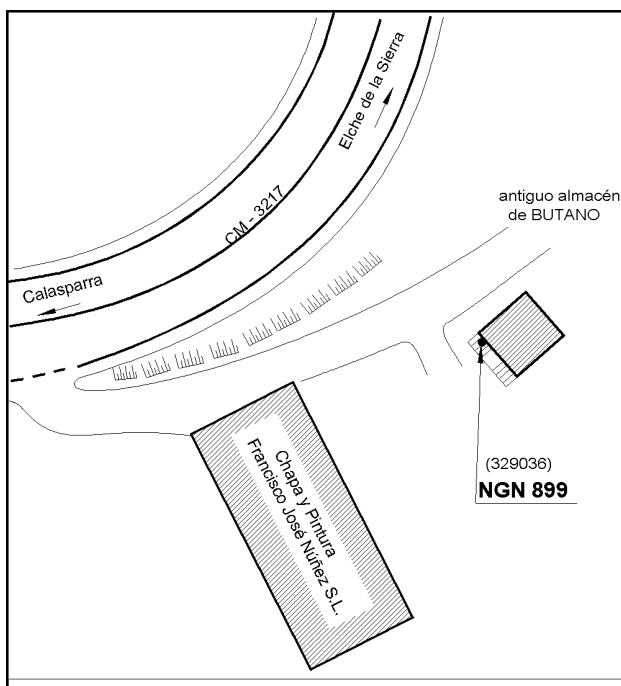 Elche de la Sierra
CM - 3217
Calasparra
antiguo almacén
de BUTANO
(329036)
NGN 899
Chapa y Pintura
Francisco José Núñez S.L.